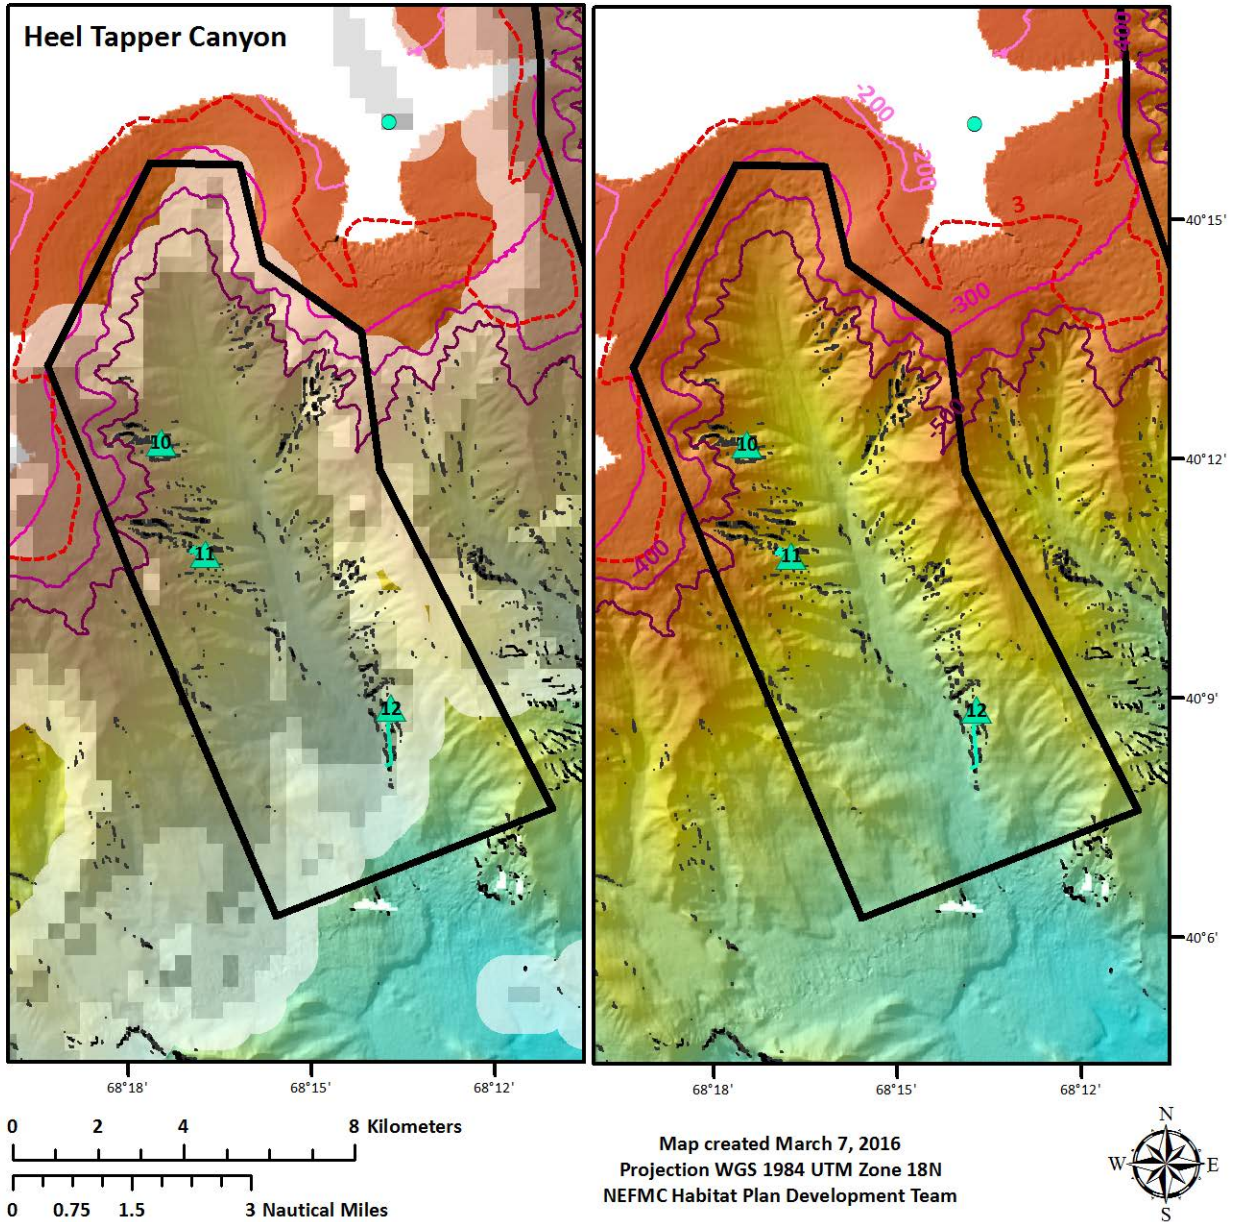 Heel Tapper Canyon
10
11
12
-200
-200
3
-300
-400
-500
-400
10
11
12
40°15'
40°12'
40°9'
40°6'
68°18'
68°15'
68°12'
68°18'
68°15'
68°12'
0 2 4 8 Kilometers
0 0.75 1.5 3 Nautical Miles
Map created March 7, 2016
Projection WGS 1984 UTM Zone 18N
NEFMC Habitat Plan Development Team
N
W E
S